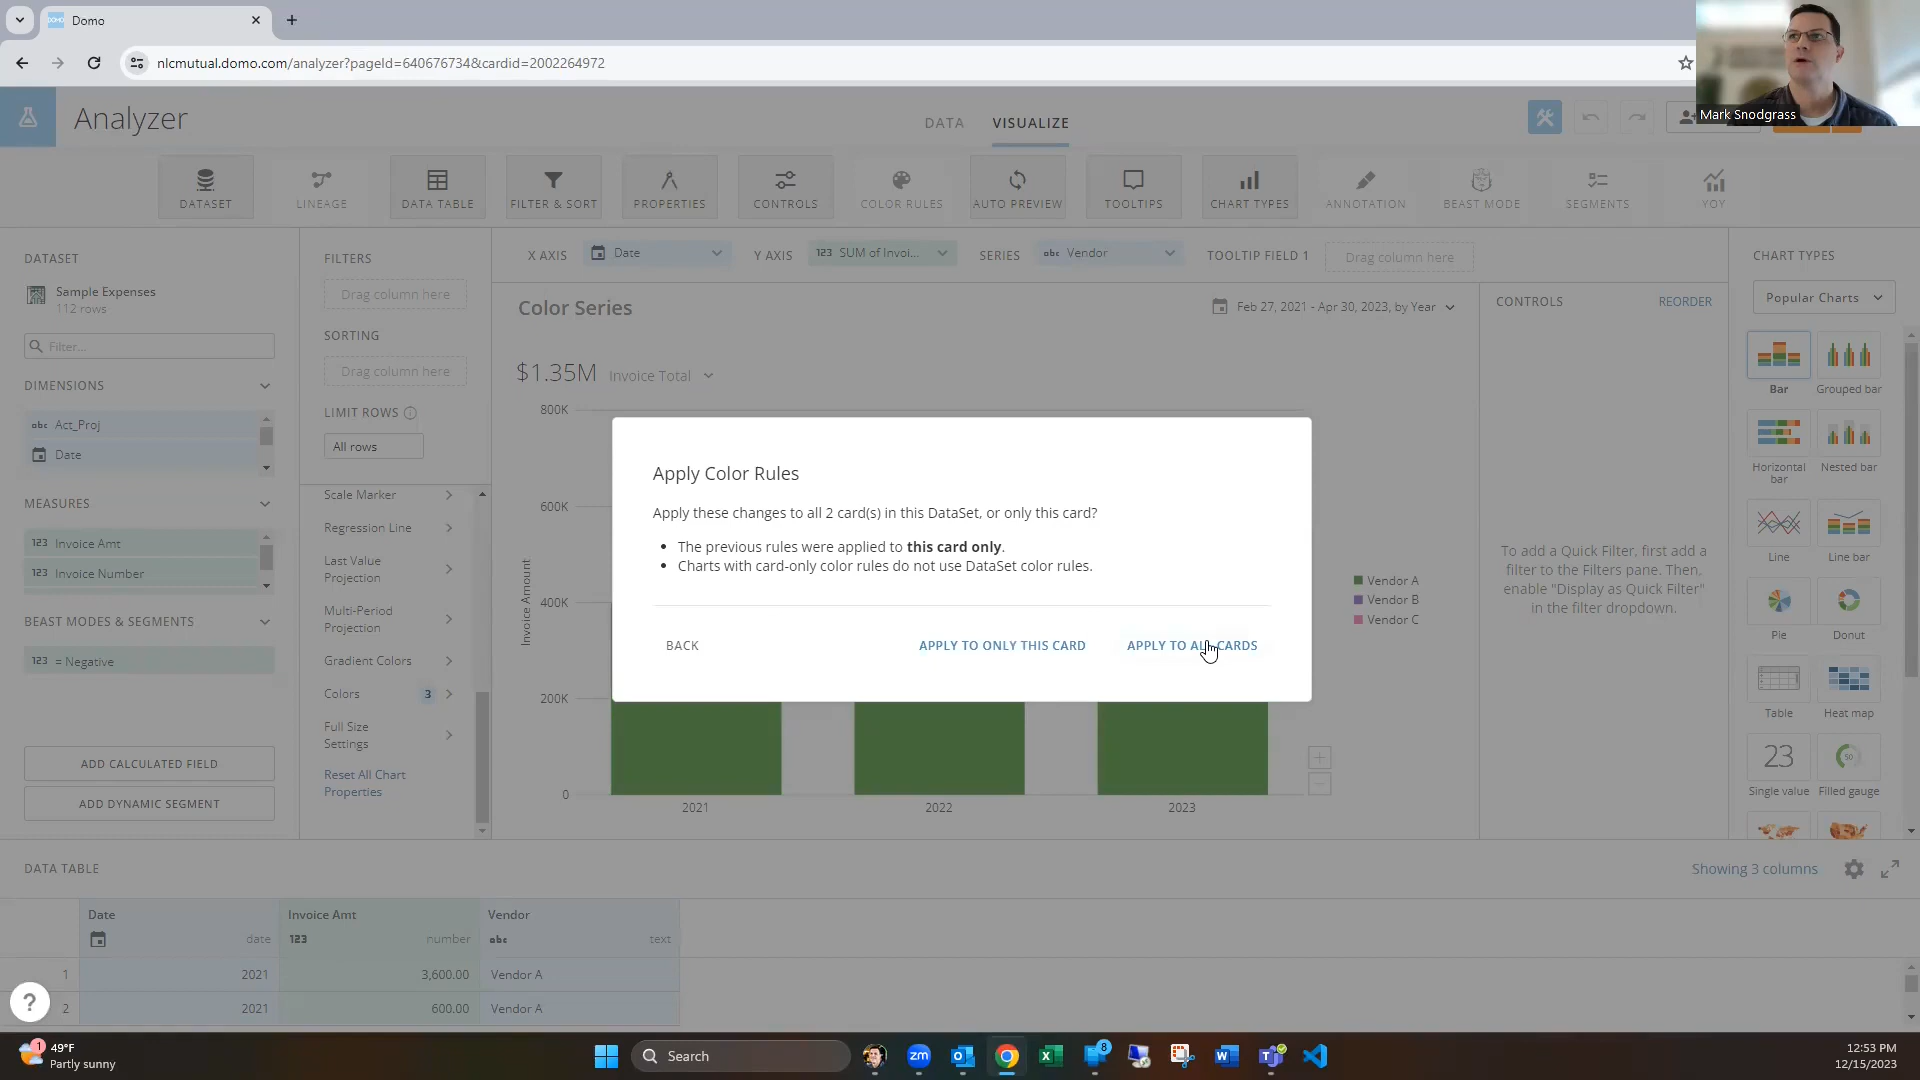 Domo
nlcmutual.domo.com/analyzer?pageId=640676734&cardid=2002264972
Mark Snodgrass
Analyzer
DATA
VISUALIZE
DATASET
LINEAGE
DATA TABLE
FILTER & SORT
PROPERTIES
CONTROLS
COLOR RULES
AUTO PREVIEW
TOOLTIPS
CHART TYPES
ANNOTATION
BEAST MODE
SEGMENTS
YOY
DATASET
Sample Expenses
112 rows
Filter...
DIMENSIONS
abc Act_Proj
Date
MEASURES
123 Invoice Amt
123 Invoice Number
BEAST MODES & SEGMENTS
123 = Negative
ADD CALCULATED FIELD
ADD DYNAMIC SEGMENT
FILTERS
Drag column here
SORTING
Drag column here
LIMIT ROWS
All rows
Scale Marker
Regression Line
Last Value
Projection
Multi-Period
Projection
Gradient Colors
Colors 3
Full Size
Settings
Reset All Chart
Properties
X AXIS Date
Y AXIS 123 SUM of Invoi...
SERIES abc Vendor
TOOLTIP FIELD 1 Drag column here
Color Series
Feb 27, 2021 - Apr 30, 2023, by Year
$1.35M Invoice Total
800K
600K
400K
200K
0
Invoice Amount
2021
2022
2023
Vendor A
Vendor B
Vendor C
Apply Color Rules
Apply these changes to all 2 card(s) in this DataSet, or only this card?
• The previous rules were applied to this card only.
• Charts with card-only color rules do not use DataSet color rules.
BACK
APPLY TO ONLY THIS CARD
APPLY TO ALL CARDS
CONTROLS
REORDER
To add a Quick Filter, first add a
filter to the Filters pane. Then,
enable "Display as Quick Filter"
in the filter dropdown.
CHART TYPES
Popular Charts
Bar
Grouped bar
Horizontal
bar
Nested bar
Line
Line bar
Pie
Donut
Table
Heat map
23
50
Single value
Filled gauge
DATA TABLE
Showing 3 columns
Date
date
Invoice Amt
123 number
Vendor
abc text
1 2021 3,600.00 Vendor A
2 2021 600.00 Vendor A
?
1
49°F
Partly sunny
Search
zm
8
12:53 PM
12/15/2023